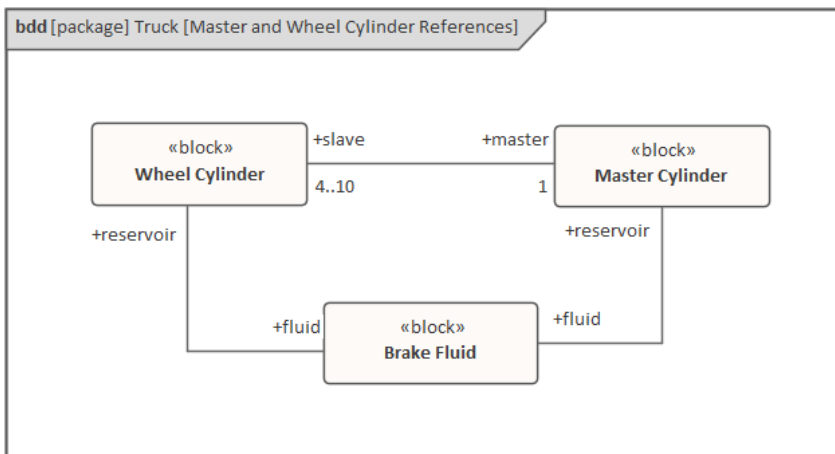 bdd [package] Truck [Master and Wheel Cylinder References]
«block»
Wheel Cylinder
+slave
4..10
+master
1
«block»
Master Cylinder
+reservoir
+reservoir
+fluid
«block»
Brake Fluid
+fluid